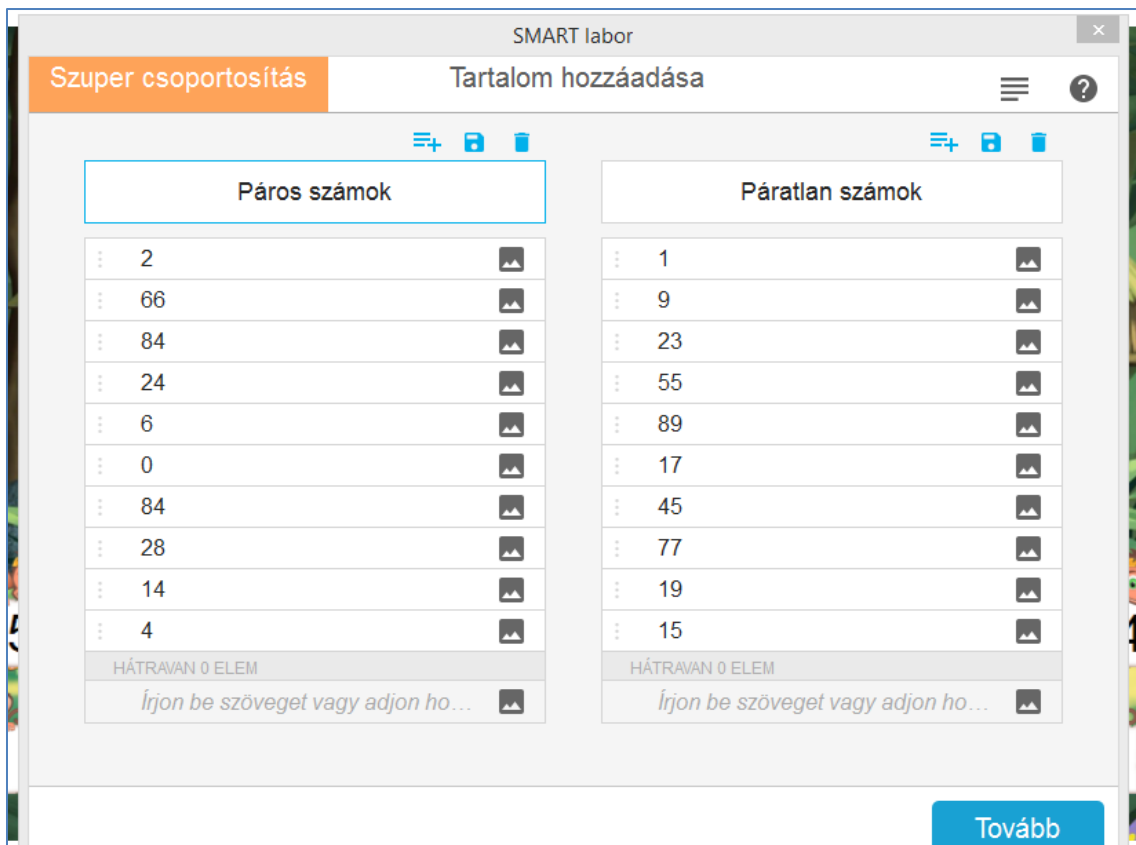 SMART labor
Szuper csoportosítás
Tartalom hozzáadása
Páros számok
2
66
84
24
6
0
84
28
14
4
HÁTRAVAN 0 ELEM
Írjon be szöveget vagy adjon ho...
Páratlan számok
1
9
23
55
89
17
45
77
19
15
HÁTRAVAN 0 ELEM
Írjon be szöveget vagy adjon ho...
Tovább